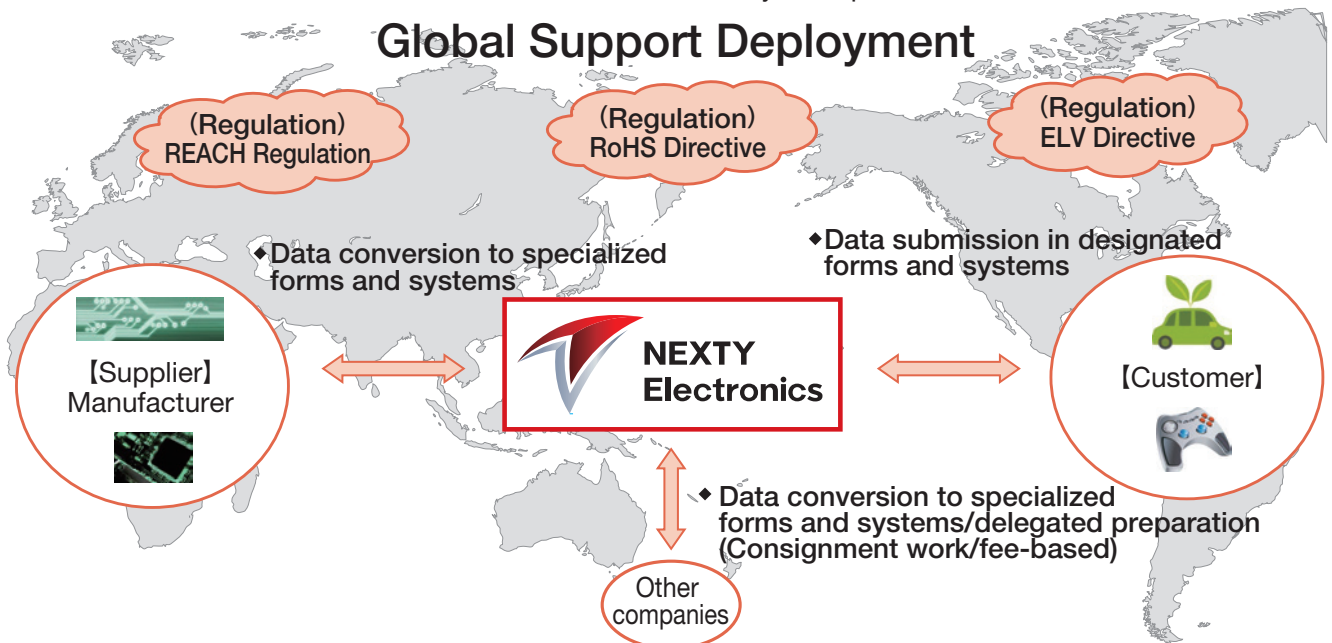 Global Support Deployment
(Regulation)
REACH Regulation
(Regulation)
RoHS Directive
(Regulation)
ELV Directive
◆Data conversion to specialized
forms and systems
◆Data submission in designated
forms and systems
【Supplier】
Manufacturer
NEXTY
Electronics
【Customer】
◆ Data conversion to specialized
forms and systems/delegated preparation
(Consignment work/fee-based)
Other
companies